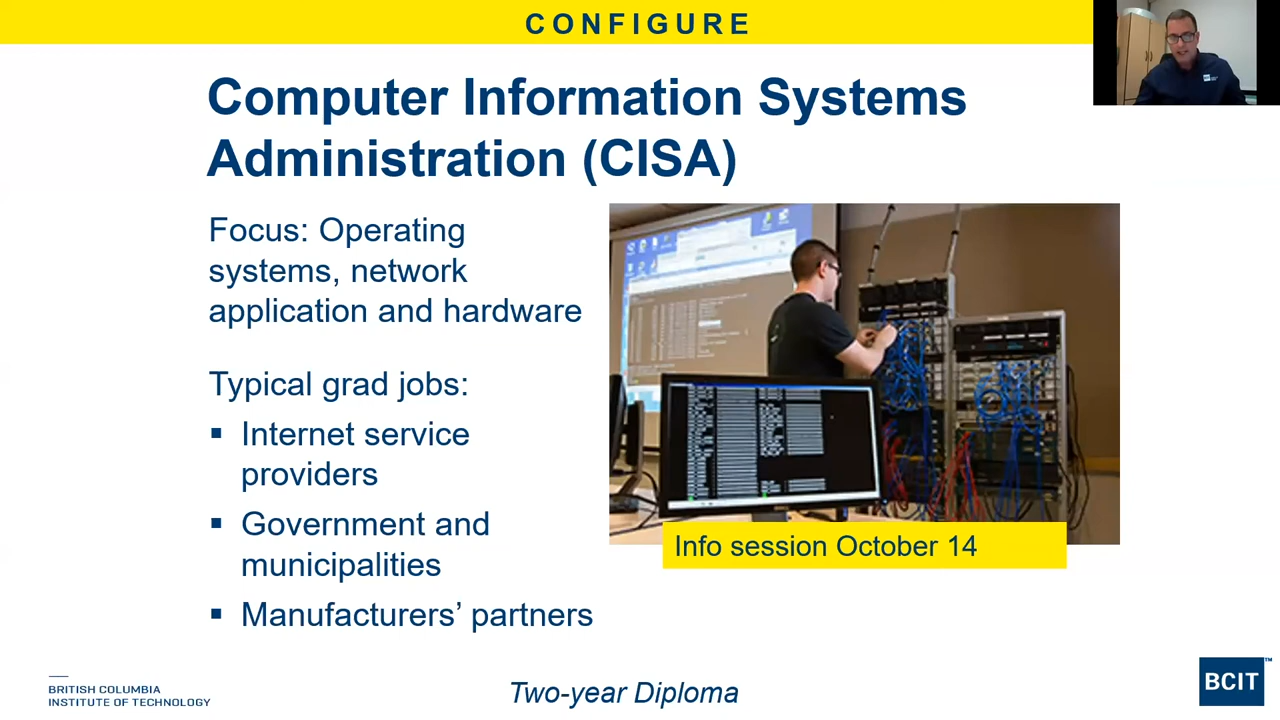 CONFIGURE
Computer Information Systems
Administration (CISA)
Focus: Operating
systems, network
application and hardware
Typical grad jobs:
▪ Internet service
providers
▪ Government and
municipalities
▪ Manufacturers’ partners
Info session October 14
BRITISH COLUMBIA
INSTITUTE OF TECHNOLOGY
Two-year Diploma
BCIT™